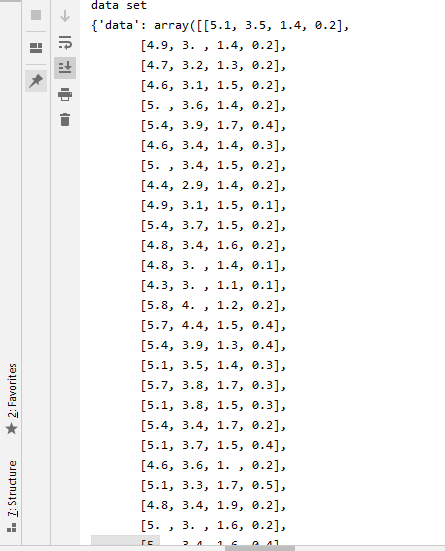 data set
{'data': array([[5.1, 3.5, 1.4, 0.2],
[4.9, 3. , 1.4, 0.2],
[4.7, 3.2, 1.3, 0.2],
[4.6, 3.1, 1.5, 0.2],
[5. , 3.6, 1.4, 0.2],
[5.4, 3.9, 1.7, 0.4],
[4.6, 3.4, 1.4, 0.3],
[5. , 3.4, 1.5, 0.2],
[4.4, 2.9, 1.4, 0.2],
[4.9, 3.1, 1.5, 0.1],
[5.4, 3.7, 1.5, 0.2],
[4.8, 3.4, 1.6, 0.2],
[4.8, 3. , 1.4, 0.1],
[4.3, 3. , 1.1, 0.1],
[5.8, 4. , 1.2, 0.2],
[5.7, 4.4, 1.5, 0.4],
[5.4, 3.9, 1.3, 0.4],
[5.1, 3.5, 1.4, 0.3],
[5.7, 3.8, 1.7, 0.3],
[5.1, 3.8, 1.5, 0.3],
[5.4, 3.4, 1.7, 0.2],
[5.1, 3.7, 1.5, 0.4],
[4.6, 3.6, 1. , 0.2],
[5.1, 3.3, 1.7, 0.5],
[4.8, 3.4, 1.9, 0.2],
[5. , 3. , 1.6, 0.2],
[5. , 3.4, 1.6, 0.4],
2: Favorites
7: Structure